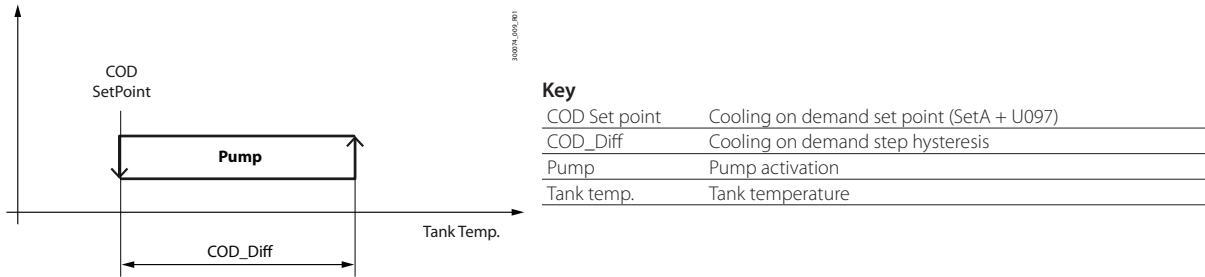 300074_009_R01
COD
SetPoint
Pump
Tank Temp.
COD_Diff
Key
COD Set point Cooling on demand set point (SetA + U097)
COD_Diff Cooling on demand step hysteresis
Pump Pump activation
Tank temp. Tank temperature